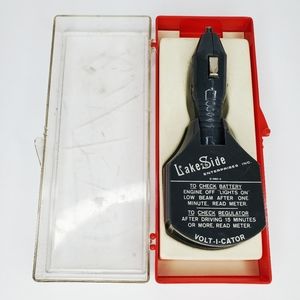 LakeSide
ENTERPRISES INC.
TO CHECK BATTERY
ENGINE OFF "LIGHTS ON"
LOW BEAM AFTER ONE
MINUTE, READ METER.
TO CHECK REGULATOR
AFTER DRIVING 15 MINUTES
OR MORE, READ METER.
VOLT-I-CATOR